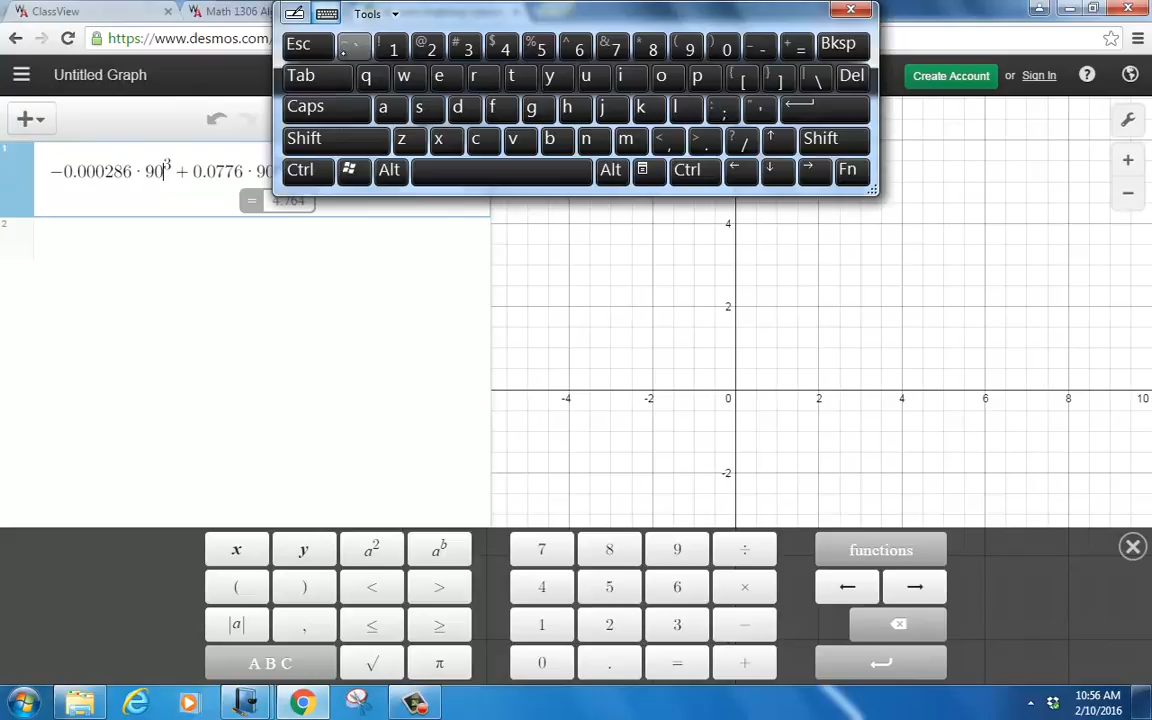 ClassView
Math 1306 Al
Tools
https://www.desmos.com/
Untitled Graph
Create Account or Sign In
Esc ~ ` ! 1 @ 2 # 3 $ 4 % 5 ^ 6 & 7 * 8 ( 9 ) 0 _ - + = Bksp
Tab q w e r t y u i o p { [ } ] | \ Del
Caps a s d f g h j k l : ; " '
Shift z x c v b n m < , > . ? / Shift
Ctrl Alt Alt Ctrl Fn
1
−0.000286 · 90³ + 0.0776 · 90
= 4.764
2
4
2
-4 -2 0 2 4 6 8 10
-2
x y a² aᵇ 7 8 9 ÷ functions
( ) < > 4 5 6 × ← →
|a| , ≤ ≥ 1 2 3 −
A B C √ π 0 . = +
10:56 AM
2/10/2016